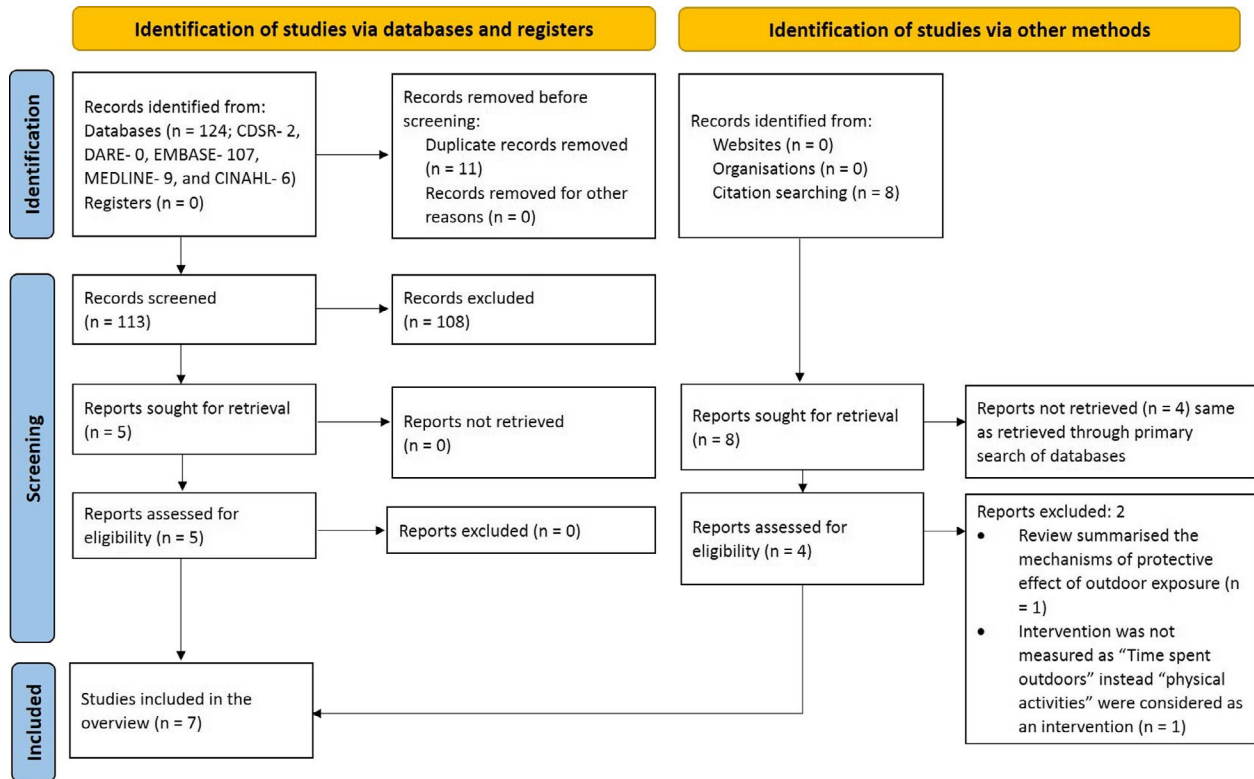 Identification of studies via databases and registers
Identification of studies via other methods
Identification
Records identified from:
Databases (n = 124; CDSR- 2,
DARE- 0, EMBASE- 107,
MEDLINE- 9, and CINAHL- 6)
Registers (n = 0)
Records removed before
screening:
Duplicate records removed
(n = 11)
Records removed for other
reasons (n = 0)
Records identified from:
Websites (n = 0)
Organisations (n = 0)
Citation searching (n = 8)
Screening
Records screened
(n = 113)
Records excluded
(n = 108)
Reports sought for retrieval
(n = 5)
Reports not retrieved
(n = 0)
Reports sought for retrieval
(n = 8)
Reports not retrieved (n = 4) same
as retrieved through primary
search of databases
Reports assessed for
eligibility (n = 5)
Reports excluded (n = 0)
Reports assessed for
eligibility (n = 4)
Reports excluded: 2
• Review summarised the
mechanisms of protective
effect of outdoor exposure (n
= 1)
• Intervention was not
measured as “Time spent
outdoors” instead “physical
activities” were considered as
an intervention (n = 1)
Included
Studies included in the
overview (n = 7)